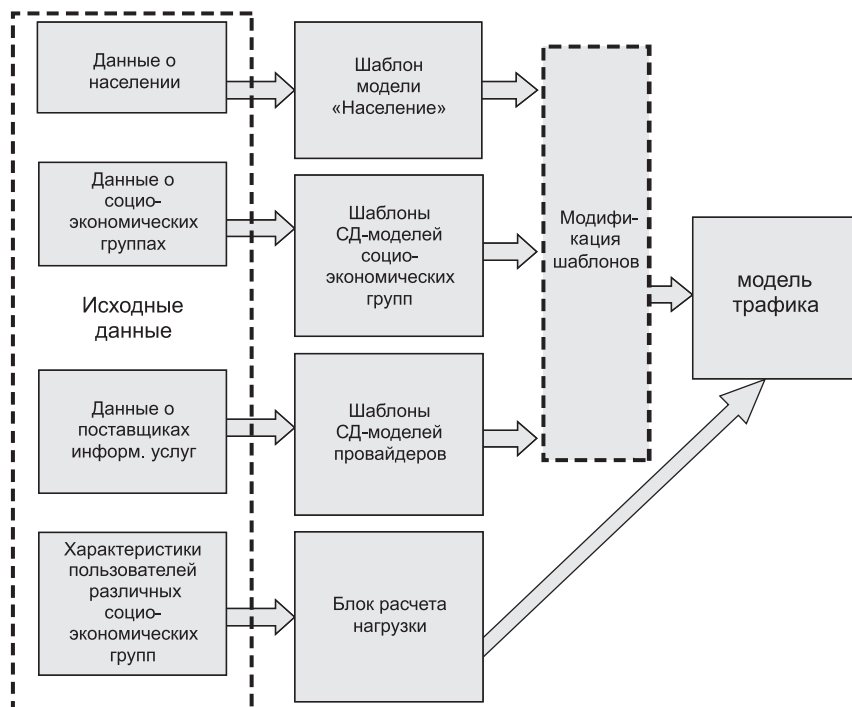 Данные о
населении
Шаблон
модели
«Население»
Данные о
социо-
экономических
группах
Шаблоны
СД-моделей
социо-
экономических
групп
Модифи-
кация
шаблонов
модель
трафика
Исходные
данные
Данные о
поставщиках
информ. услуг
Шаблоны
СД-моделей
провайдеров
Характеристики
пользователей
различных
социо-
экономических
групп
Блок расчета
нагрузки